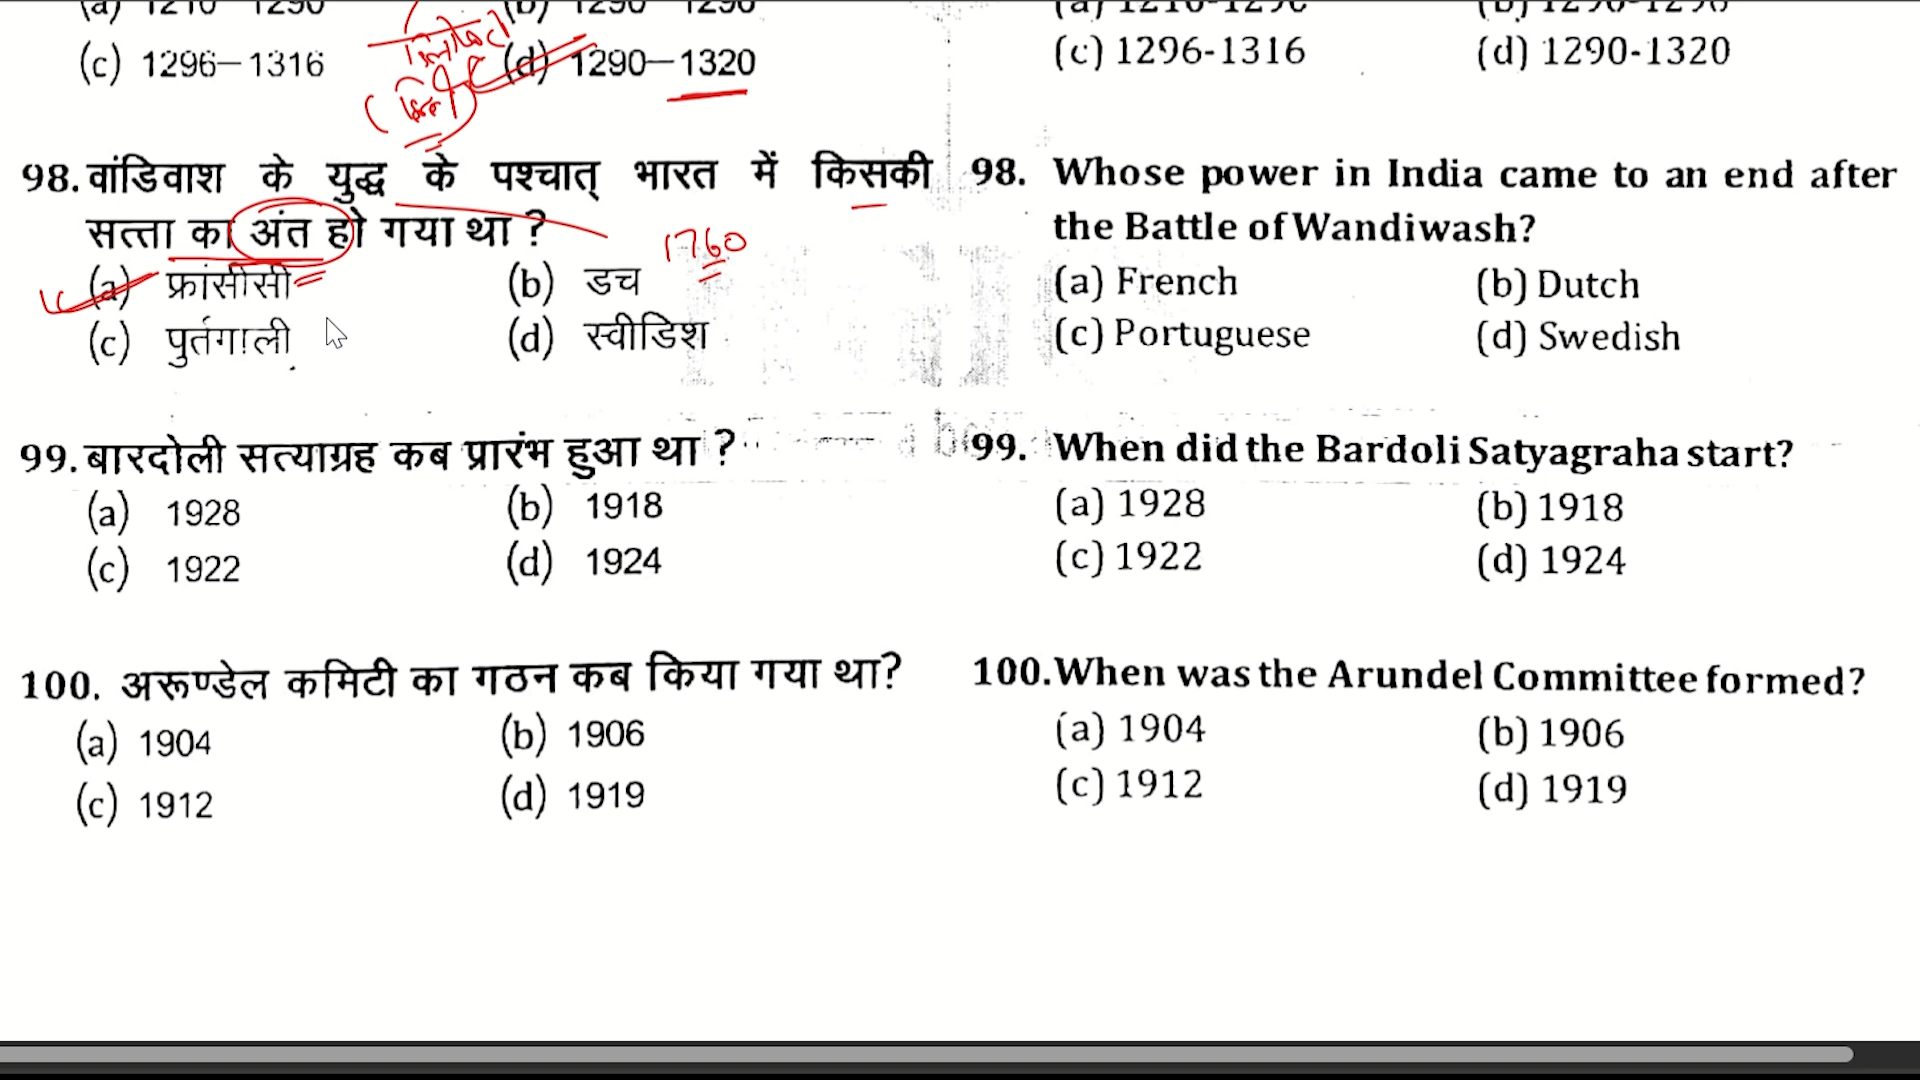 (a) 1210 1290 (b) 1290 1290
(c) 1296–1316 (d) 1290–1320
1760
98. वांडिवाश के युद्ध के पश्चात् भारत में किसकी
सत्ता का अंत हो गया था ?
(a) फ्रांसीसी (b) डच
(c) पुर्तगाली (d) स्वीडिश
99. बारदोली सत्याग्रह कब प्रारंभ हुआ था ?
(a) 1928 (b) 1918
(c) 1922 (d) 1924
100. अरूण्डेल कमिटी का गठन कब किया गया था?
(a) 1904 (b) 1906
(c) 1912 (d) 1919
(c) 1296-1316 (d) 1290-1320
98. Whose power in India came to an end after
the Battle of Wandiwash?
(a) French (b) Dutch
(c) Portuguese (d) Swedish
99. When did the Bardoli Satyagraha start?
(a) 1928 (b) 1918
(c) 1922 (d) 1924
100. When was the Arundel Committee formed?
(a) 1904 (b) 1906
(c) 1912 (d) 1919